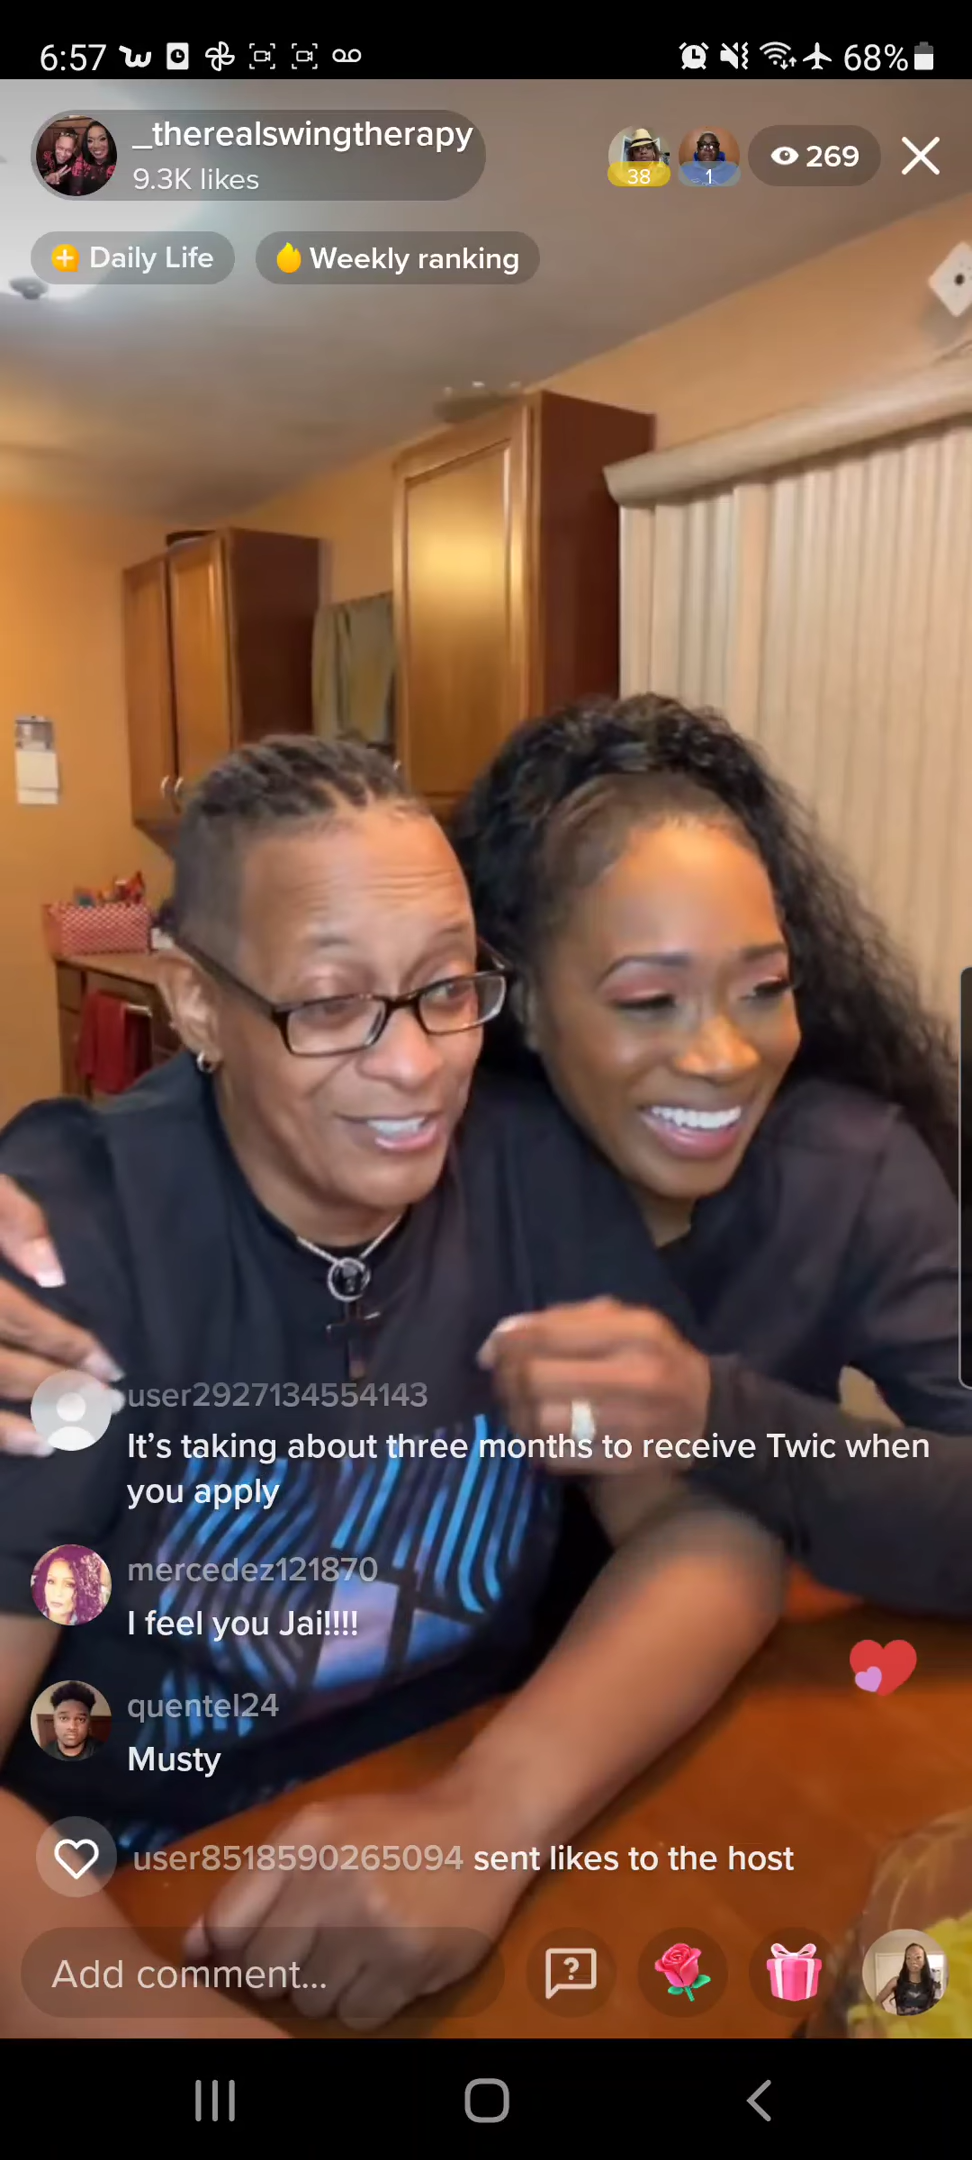 6:57
68%
_therealswingtherapy
9.3K likes
38
1
269
Daily Life
Weekly ranking
user2927134554143
It’s taking about three months to receive Twic when
you apply
mercedez121870
I feel you Jai!!!!
quentel24
Musty
user8518590265094 sent likes to the host
Add comment...